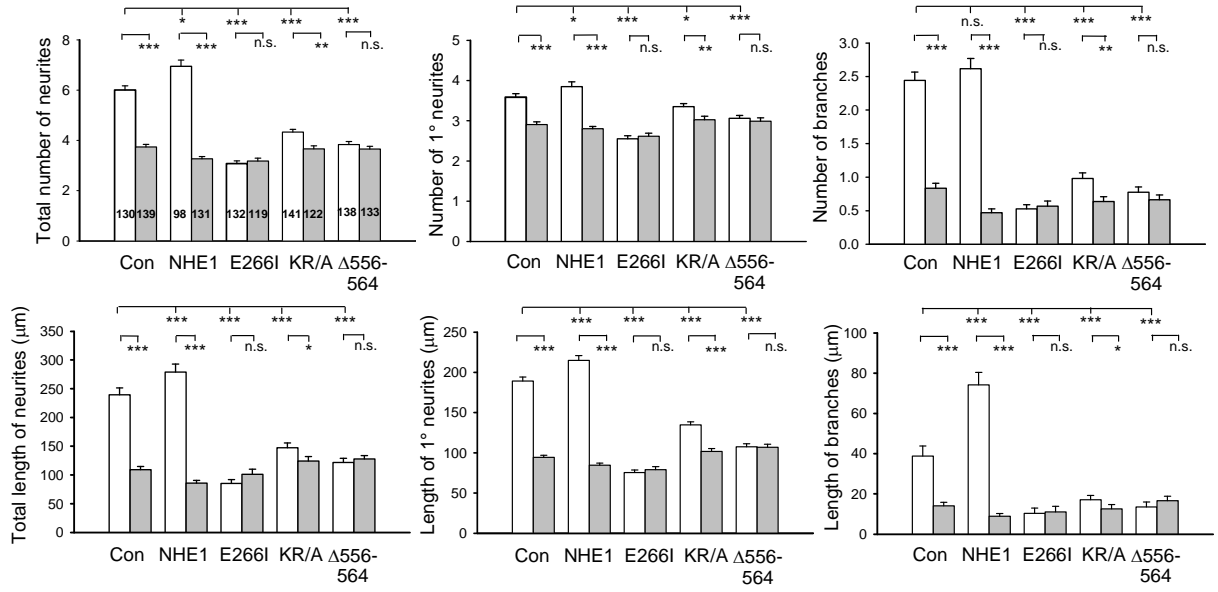 * *** *** ***
*** *** n.s. ** n.s.
Total number of neurites
8
6
4
2
0
130 139 98 131 132 119 141 122 138 133
Con NHE1 E266I KR/A Δ556-
564
* *** * ***
*** *** n.s. ** n.s.
Number of 1° neurites
5
4
3
2
1
0
Con NHE1 E266I KR/A Δ556-
564
n.s. *** *** ***
*** *** n.s. ** n.s.
Number of branches
3.0
2.5
2.0
1.5
1.0
0.5
0.0
Con NHE1 E266I KR/A Δ556-
564
*** *** *** ***
*** *** n.s. * n.s.
Total length of neurites (μm)
350
300
250
200
150
100
50
0
Con NHE1 E266I KR/A Δ556-
564
*** *** *** ***
*** *** n.s. *** n.s.
Length of 1° neurites (μm)
250
200
150
100
50
0
Con NHE1 E266I KR/A Δ556-
564
*** *** *** ***
*** *** n.s. * n.s.
Length of branches (μm)
100
80
60
40
20
0
Con NHE1 E266I KR/A Δ556-
564